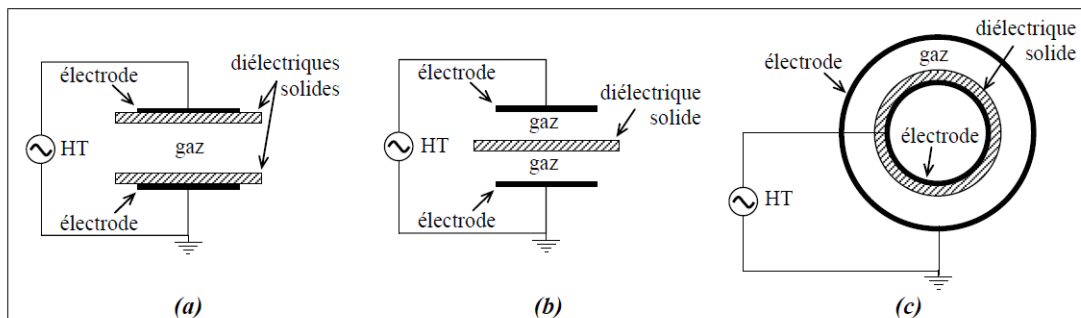 électrode
diélectriques
solides
HT
gaz
électrode
(a)
électrode
gaz
diélectrique
solide
HT
gaz
électrode
(b)
électrode
gaz
diélectrique
solide
électrode
HT
(c)